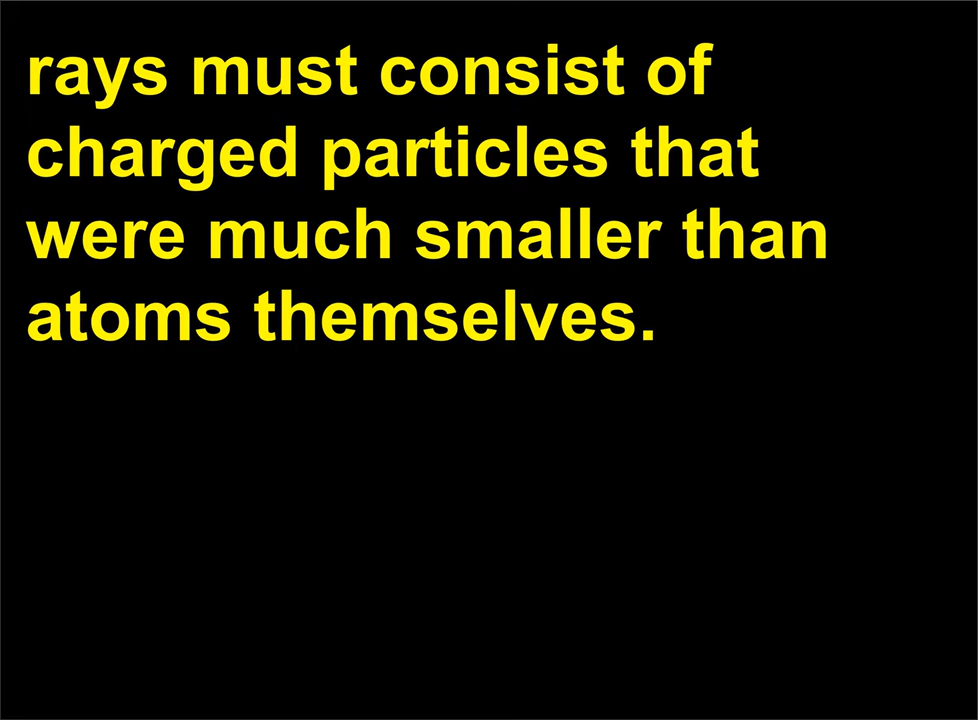 rays must consist of
charged particles that
were much smaller than
atoms themselves.